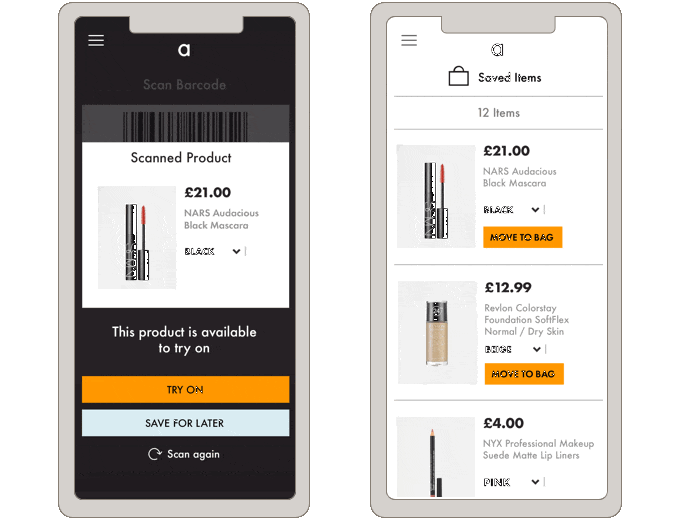 a
Scan Barcode
Scanned Product
£21.00
NARS Audacious
Black Mascara
BLACK
This product is available
to try on
TRY ON
SAVE FOR LATER
Scan again
a
Saved Items
12 Items
£21.00
NARS Audacious
Black Mascara
BLACK
MOVE TO BAG
£12.99
Revlon Colorstay
Foundation SoftFlex
Normal / Dry Skin
BEIGE
MOVE TO BAG
£4.00
NYX Professional Makeup
Suede Matte Lip Liners
PINK